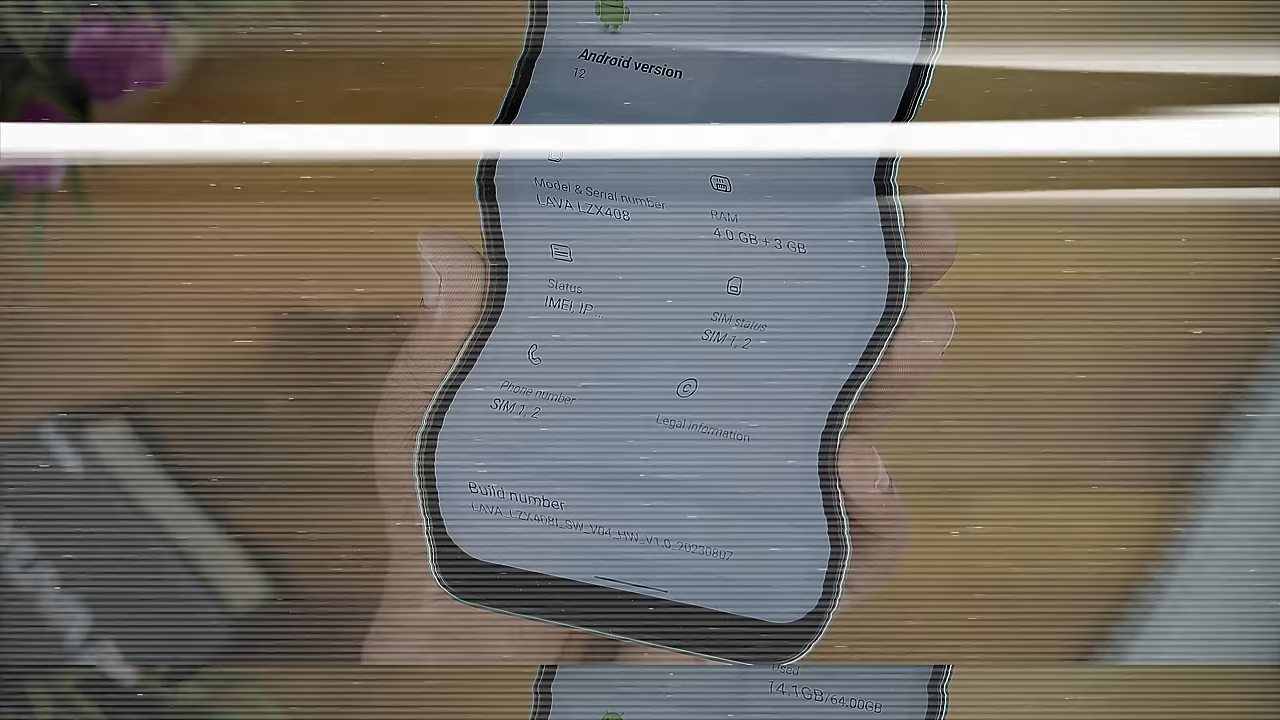 Android version
12
Model & Serial number
LAVA LZX408
RAM
4.0 GB + 3 GB
Status
IMEI, IP ...
SIM status
SIM 1, 2
Phone number
SIM 1, 2
Legal information
Build number
LAVA_LZX408I_SW_V04_HW_V1.0_20230807
Used
14.1GB/64.00GB